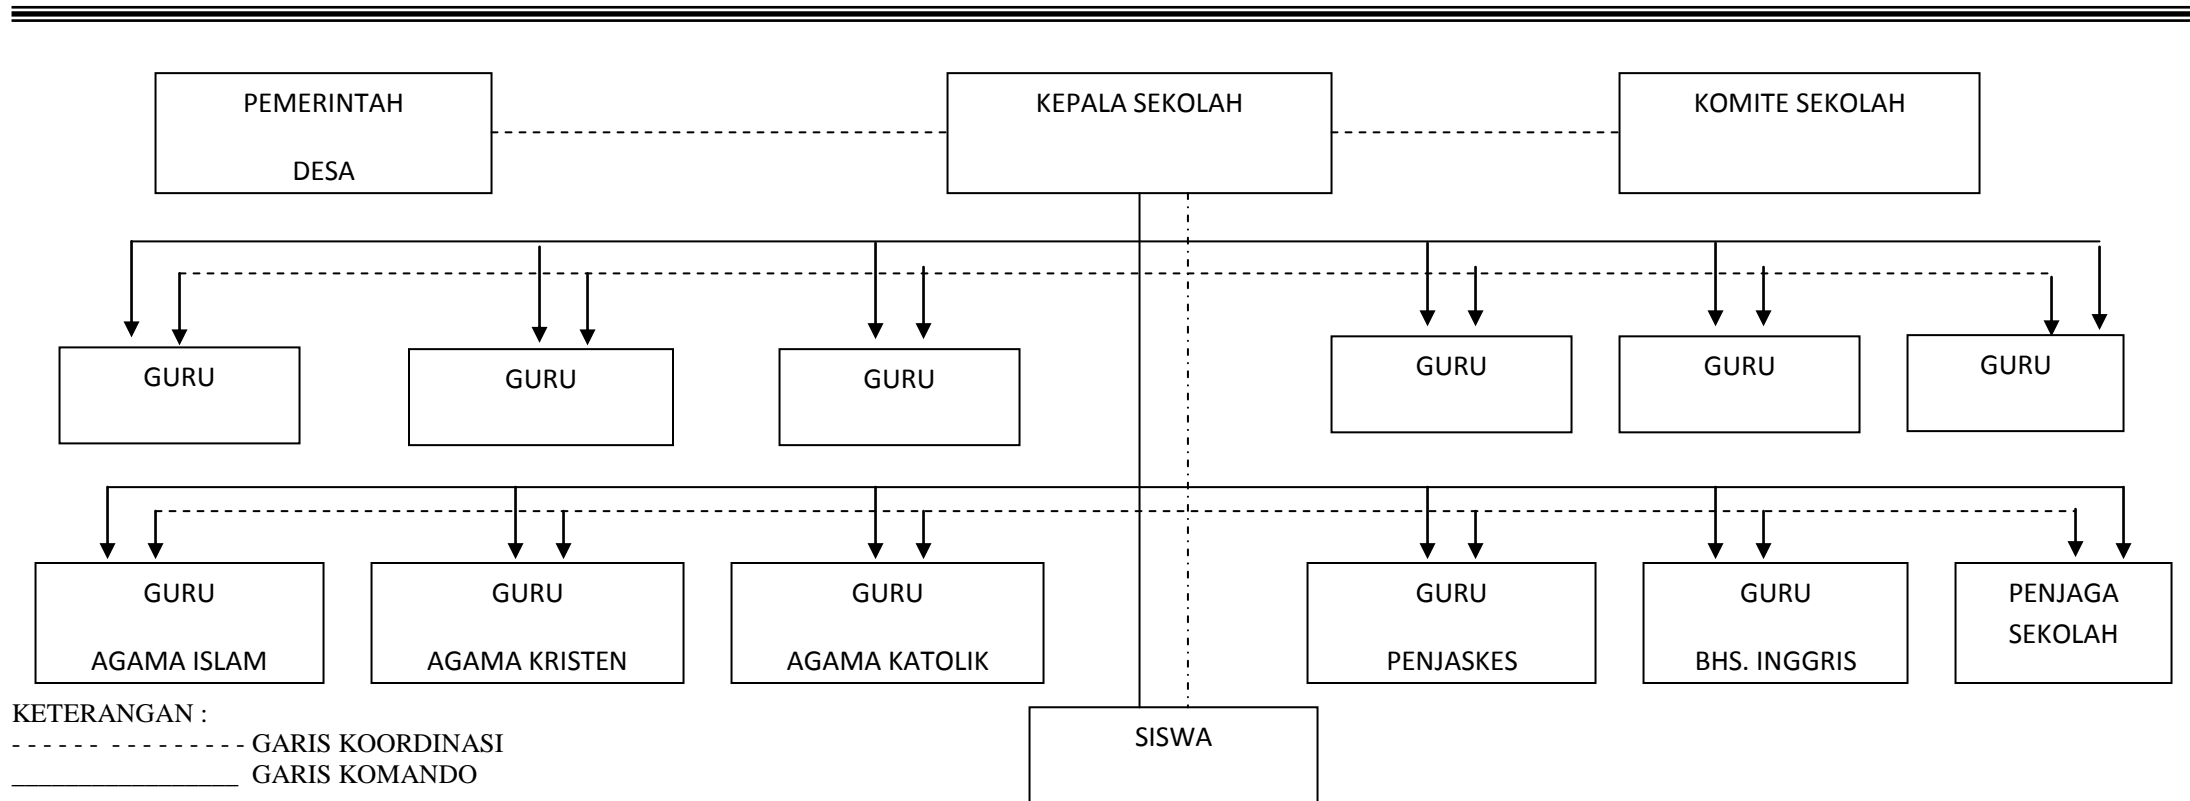 PEMERINTAH
DESA
KEPALA SEKOLAH
KOMITE SEKOLAH
GURU
GURU
GURU
GURU
GURU
GURU
GURU
AGAMA ISLAM
GURU
AGAMA KRISTEN
GURU
AGAMA KATOLIK
GURU
PENJASKES
GURU
BHS. INGGRIS
PENJAGA
SEKOLAH
SISWA
KETERANGAN :
- - - - - - - - - - - - - - - GARIS KOORDINASI
_________________ GARIS KOMANDO